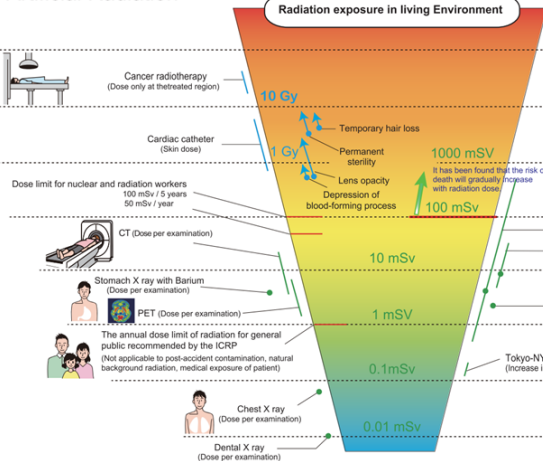 Radiation exposure in living Environment
Cancer radiotherapy
(Dose only at thetreated region)
10 Gy
Temporary hair loss
Cardiac catheter
(Skin dose)
1 Gy
Permanent
sterility
1000 mSV
It has been found that the risk o
death will gradually increase
with radiation dose.
Lens opacity
Dose limit for nuclear and radiation workers
100 mSv / 5 years
50 mSv / year
Depression of
blood-forming process
100 mSv
CT (Dose per examination)
10 mSv
Stomach X ray with Barium
(Dose per examination)
PET (Dose per examination)
1 mSV
The annual dose limit of radiation for general
public recommended by the ICRP
(Not applicable to post-accident contamination, natural
background radiation, medical exposure of patient)
0.1mSv
Tokyo-NY
(Increase i
Chest X ray
(Dose per examination)
0.01 mSv
Dental X ray
(Dose per examination)